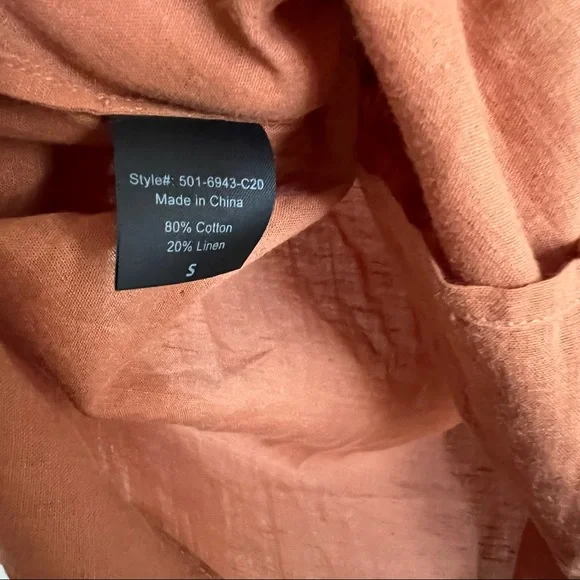 Style#: 501-6943-C20
Made in China
80% Cotton
20% Linen
S